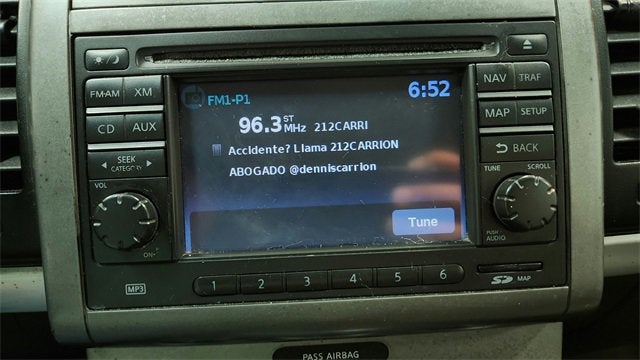 FM·AM
XM
CD
AUX
SEEK
CATEGORY
VOL
ON•
MP3
FM1-P1
6:52
96.3 ST MHz 212CARRI
Accidente? Llama 212CARRION
ABOGADO @denniscarrion
Tune
1 2 3 4 5 6
NAV
TRAF
MAP
SETUP
BACK
TUNE
SCROLL
PUSH
AUDIO
SD MAP
PASS AIRBAG